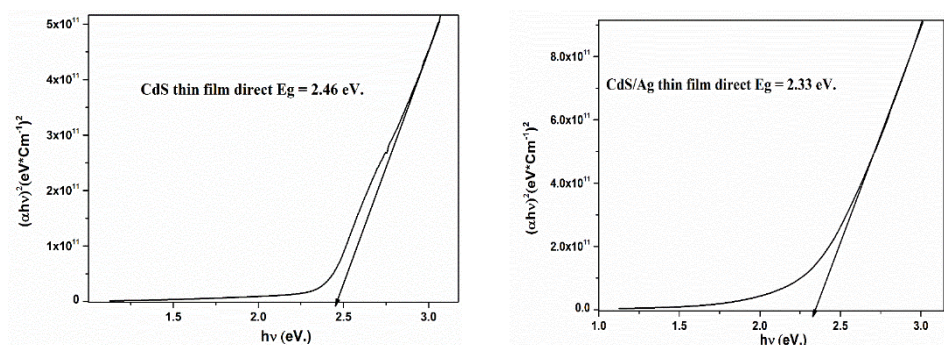 5x10¹¹
4x10¹¹
3x10¹¹
2x10¹¹
1x10¹¹
0
(αhν)²(eV*Cm⁻¹)²
CdS thin film direct Eg = 2.46 eV.
1.5 2.0 2.5 3.0
hν (eV.)
8.0x10¹¹
6.0x10¹¹
4.0x10¹¹
2.0x10¹¹
0.0
(αhν)²(eV*Cm⁻¹)²
CdS/Ag thin film direct Eg = 2.33 eV.
1.0 1.5 2.0 2.5 3.0
hν (eV.)